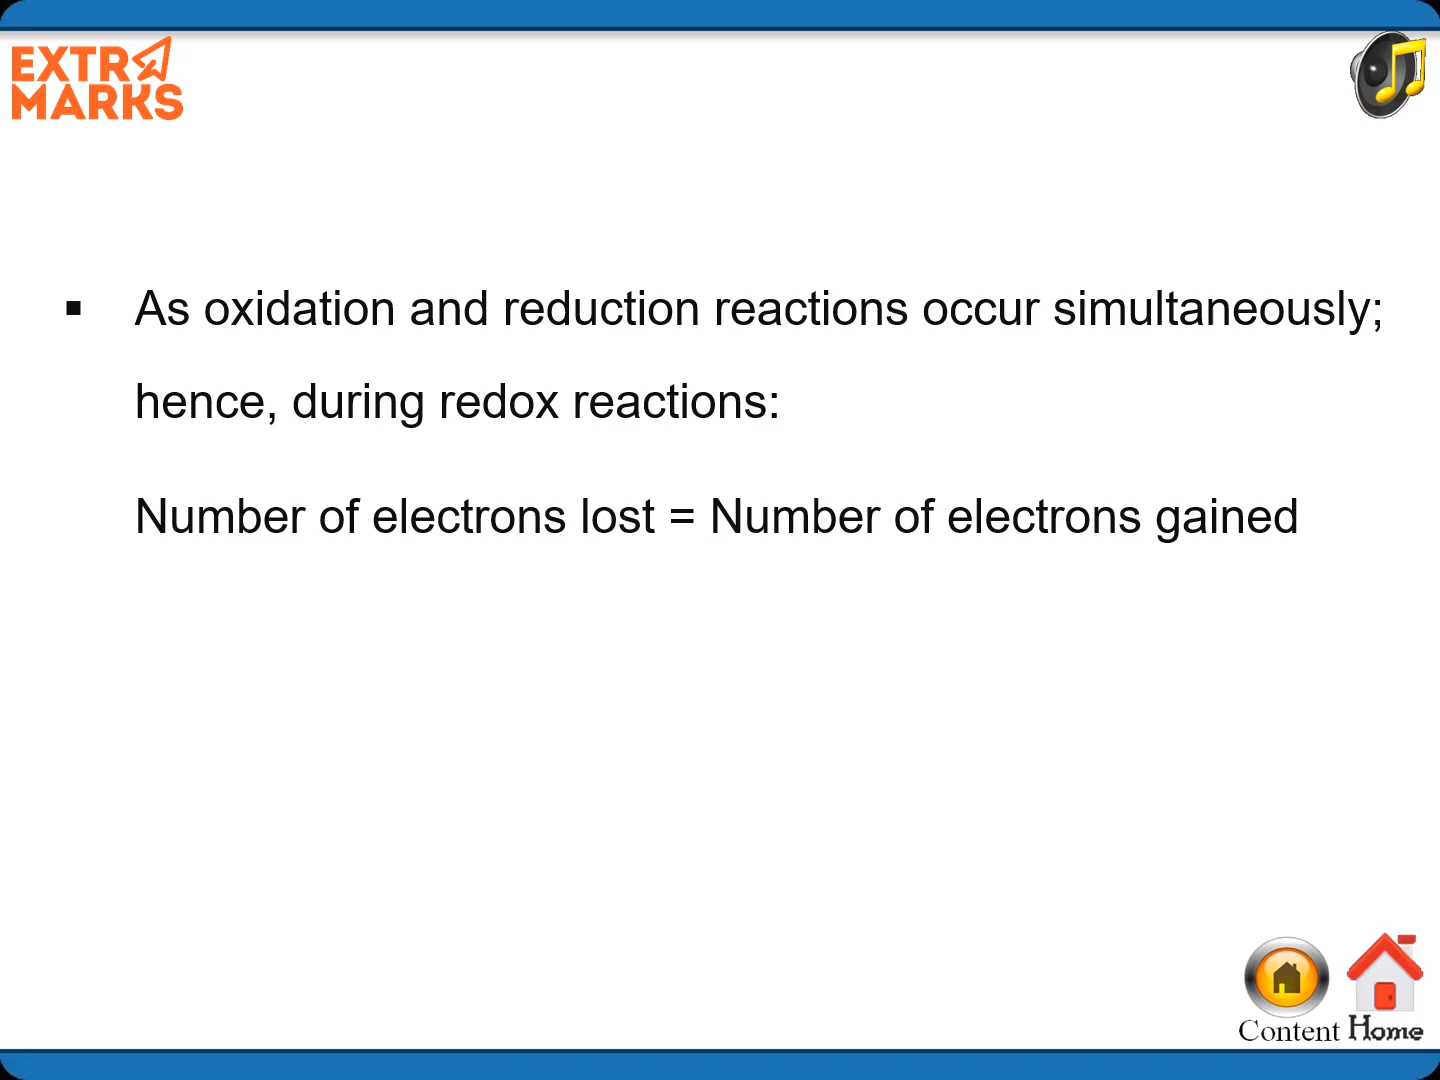 EXTRA
MARKS
▪ As oxidation and reduction reactions occur simultaneously;
hence, during redox reactions:
Number of electrons lost = Number of electrons gained
Content Home